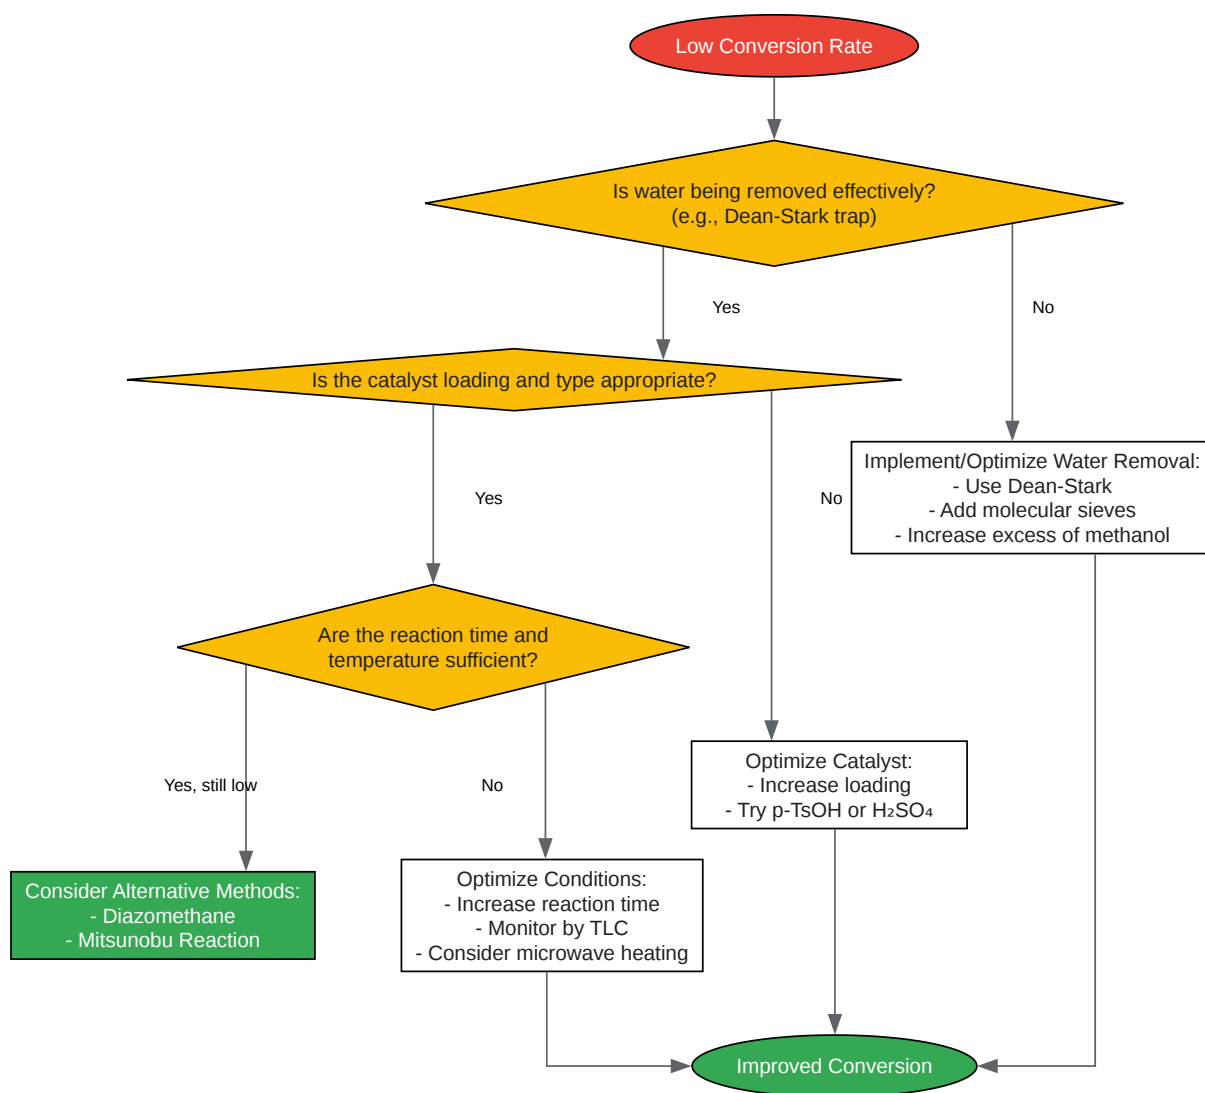 Low Conversion Rate
Is water being removed effectively?
(e.g., Dean-Stark trap)
Yes
No
Is the catalyst loading and type appropriate?
Implement/Optimize Water Removal:
- Use Dean-Stark
- Add molecular sieves
- Increase excess of methanol
Yes
No
Are the reaction time and
temperature sufficient?
Optimize Catalyst:
- Increase loading
- Try p-TsOH or H₂SO₄
Yes, still low
No
Consider Alternative Methods:
- Diazomethane
- Mitsunobu Reaction
Optimize Conditions:
- Increase reaction time
- Monitor by TLC
- Consider microwave heating
Improved Conversion